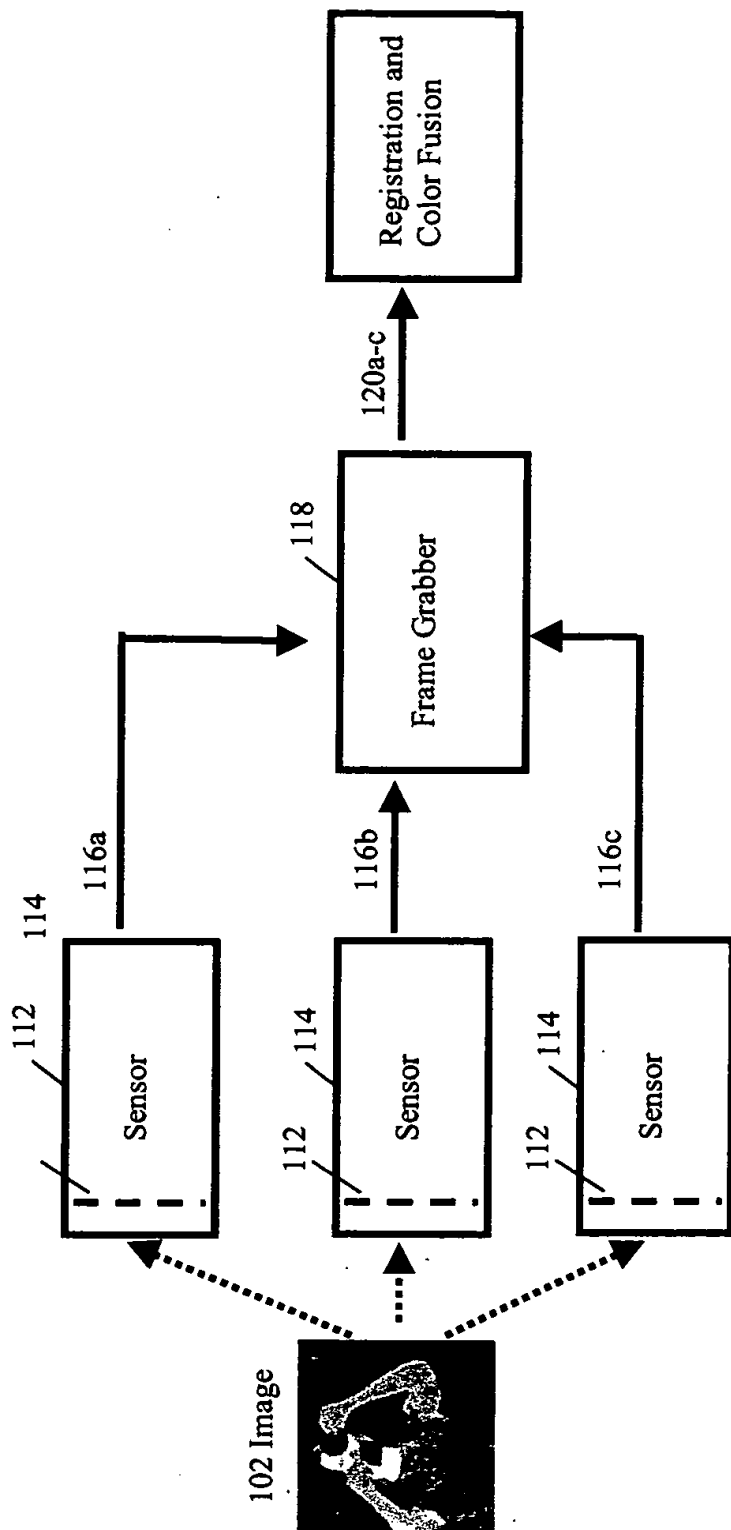 102 Image
112
114
Sensor
116a
112
114
Sensor
116b
112
114
Sensor
116c
118
Frame Grabber
120a-c
Registration and
Color Fusion